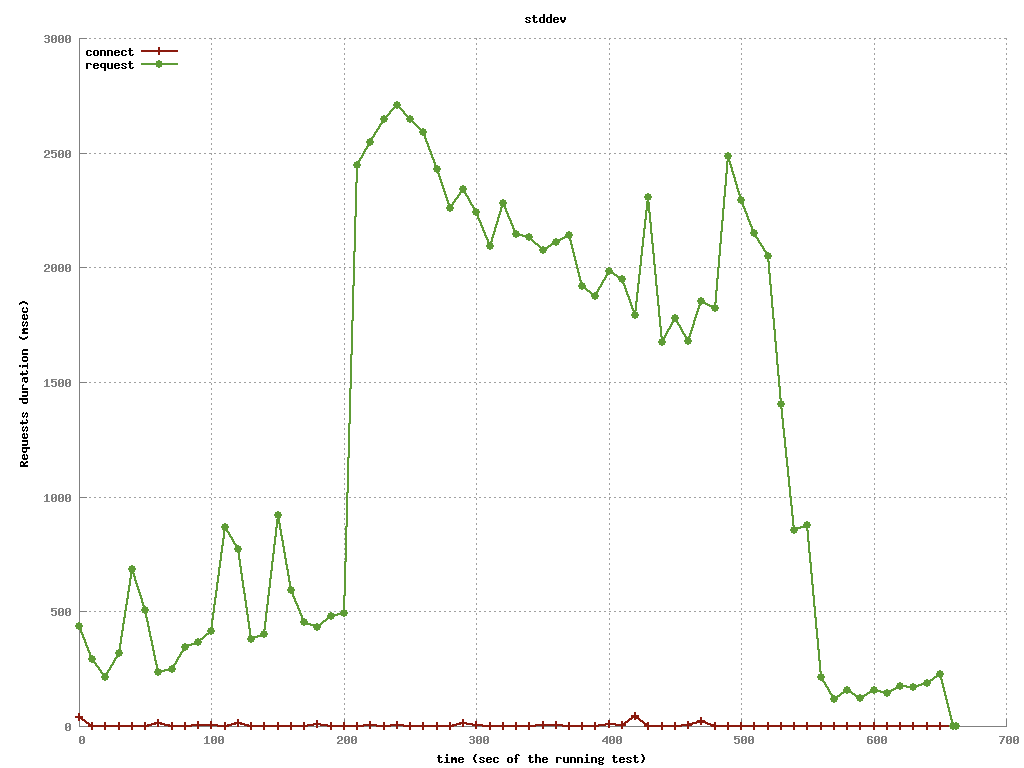 stddev
connect
request
3000
2500
2000
1500
1000
500
0
Requests duration (msec)
0 100 200 300 400 500 600 700
time (sec of the running test)